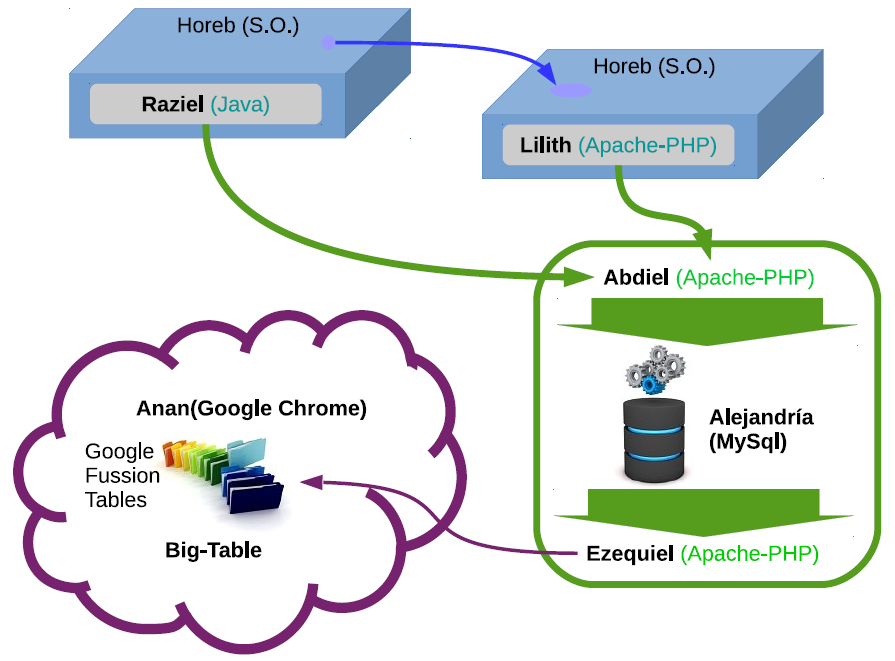 Horeb (S.O.)
Raziel (Java)
Horeb (S.O.)
Lilith (Apache-PHP)
Abdiel (Apache-PHP)
Alejandría
(MySql)
Ezequiel (Apache-PHP)
Anan(Google Chrome)
Google
Fussion
Tables
Big-Table